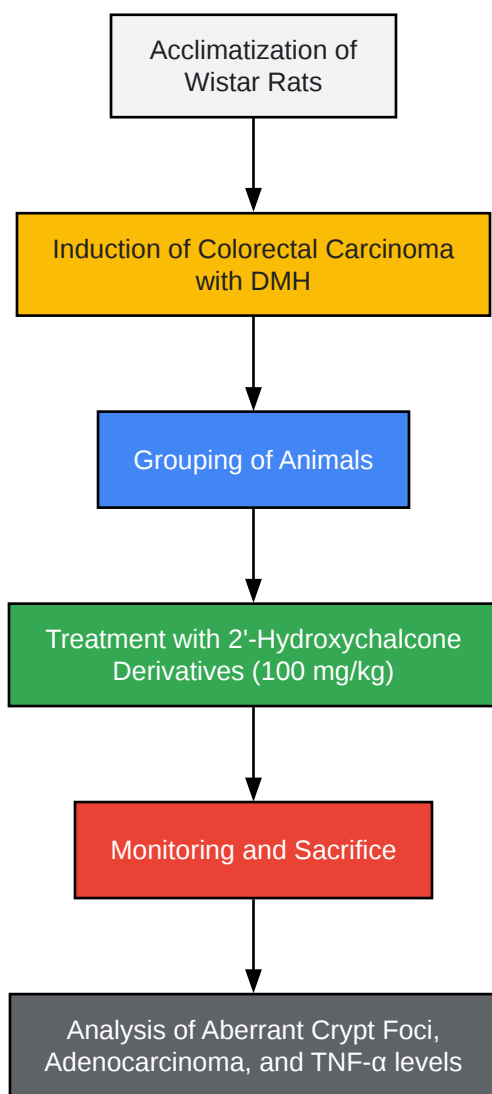 Acclimatization of
Wistar Rats
Induction of Colorectal Carcinoma
with DMH
Grouping of Animals
Treatment with 2'-Hydroxychalcone
Derivatives (100 mg/kg)
Monitoring and Sacrifice
Analysis of Aberrant Crypt Foci,
Adenocarcinoma, and TNF-α levels